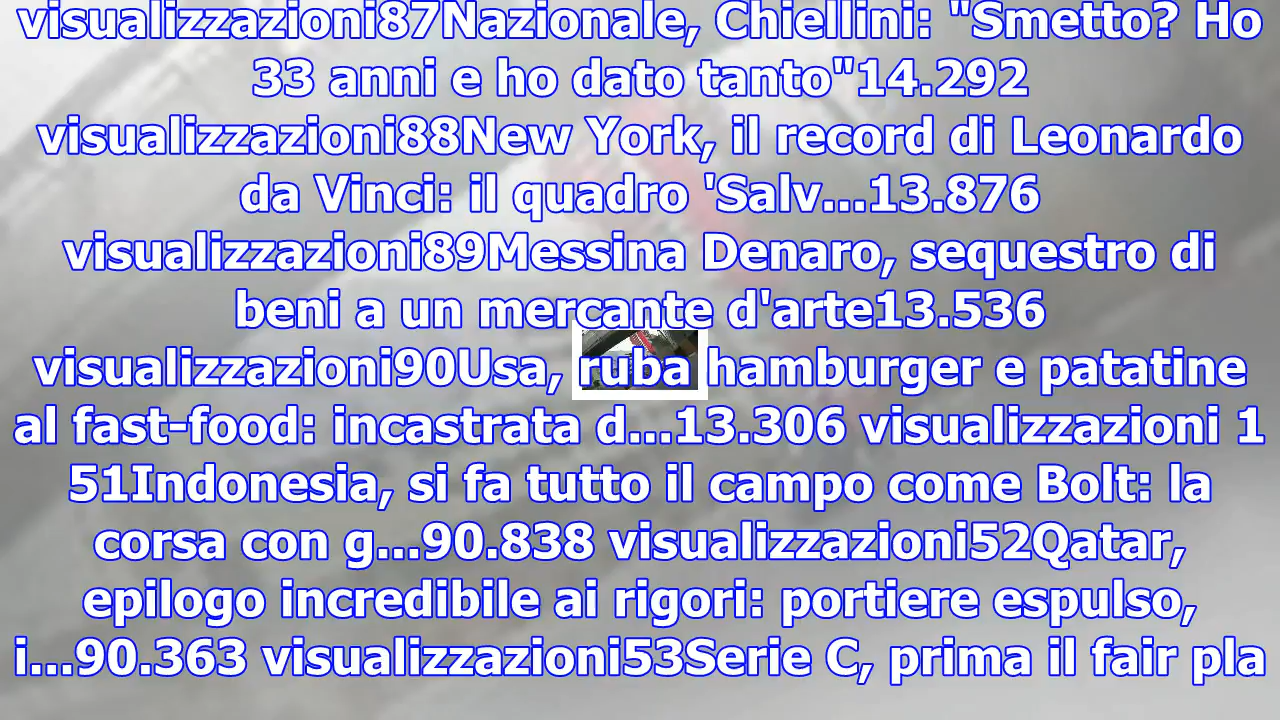 visualizzazioni87Nazionale, Chiellini: "Smetto? Ho
33 anni e ho dato tanto"14.292
visualizzazioni88New York, il record di Leonardo
da Vinci: il quadro 'Salv...13.876
visualizzazioni89Messina Denaro, sequestro di
beni a un mercante d'arte13.536
visualizzazioni90Usa, ruba hamburger e patatine
al fast-food: incastrata d...13.306 visualizzazioni 1
51Indonesia, si fa tutto il campo come Bolt: la
corsa con g...90.838 visualizzazioni52Qatar,
epilogo incredibile ai rigori: portiere espulso,
i...90.363 visualizzazioni53Serie C, prima il fair pla